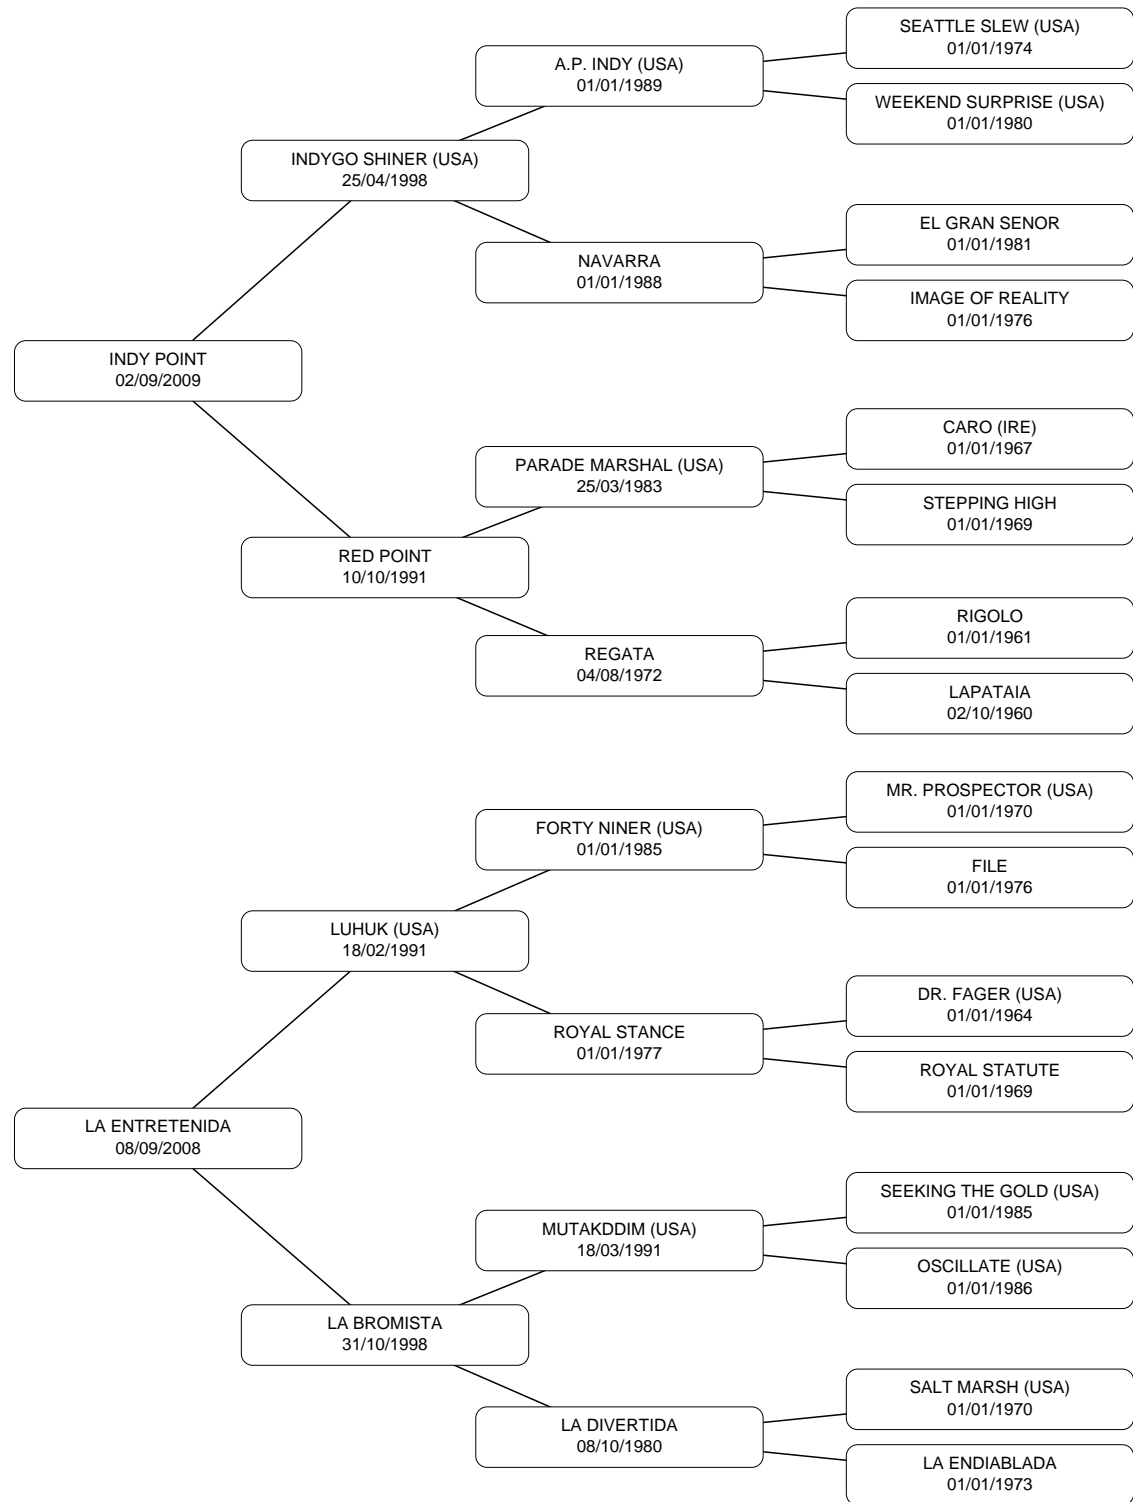 SEATTLE SLEW (USA)
01/01/1974
A.P. INDY (USA)
01/01/1989
WEEKEND SURPRISE (USA)
01/01/1980
INDYGO SHINER (USA)
25/04/1998
EL GRAN SENOR
01/01/1981
NAVARRA
01/01/1988
IMAGE OF REALITY
01/01/1976
INDY POINT
02/09/2009
CARO (IRE)
01/01/1967
PARADE MARSHAL (USA)
25/03/1983
STEPPING HIGH
01/01/1969
RED POINT
10/10/1991
RIGOLO
01/01/1961
REGATA
04/08/1972
LAPATAIA
02/10/1960
MR. PROSPECTOR (USA)
01/01/1970
FORTY NINER (USA)
01/01/1985
FILE
01/01/1976
LUHUK (USA)
18/02/1991
DR. FAGER (USA)
01/01/1964
ROYAL STANCE
01/01/1977
ROYAL STATUTE
01/01/1969
LA ENTRETENIDA
08/09/2008
SEEKING THE GOLD (USA)
01/01/1985
MUTAKDDIM (USA)
18/03/1991
OSCILLATE (USA)
01/01/1986
LA BROMISTA
31/10/1998
SALT MARSH (USA)
01/01/1970
LA DIVERTIDA
08/10/1980
LA ENDIABLADA
01/01/1973